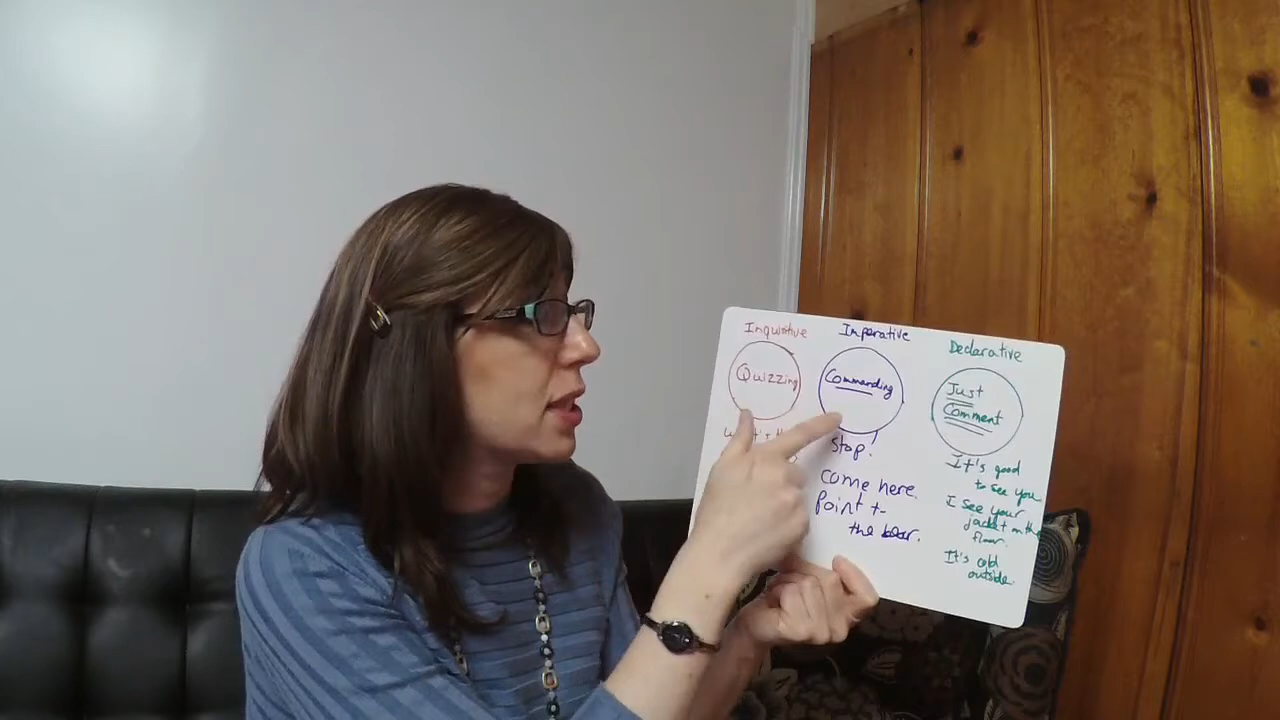 Inquisitive
Quizzing
Imperative
Commanding
Stop!
come here.
Point to
the bear.
Declarative
Just
Comment
It's good
to see you
I see your
jacket on the
floor.
It's cold
outside.